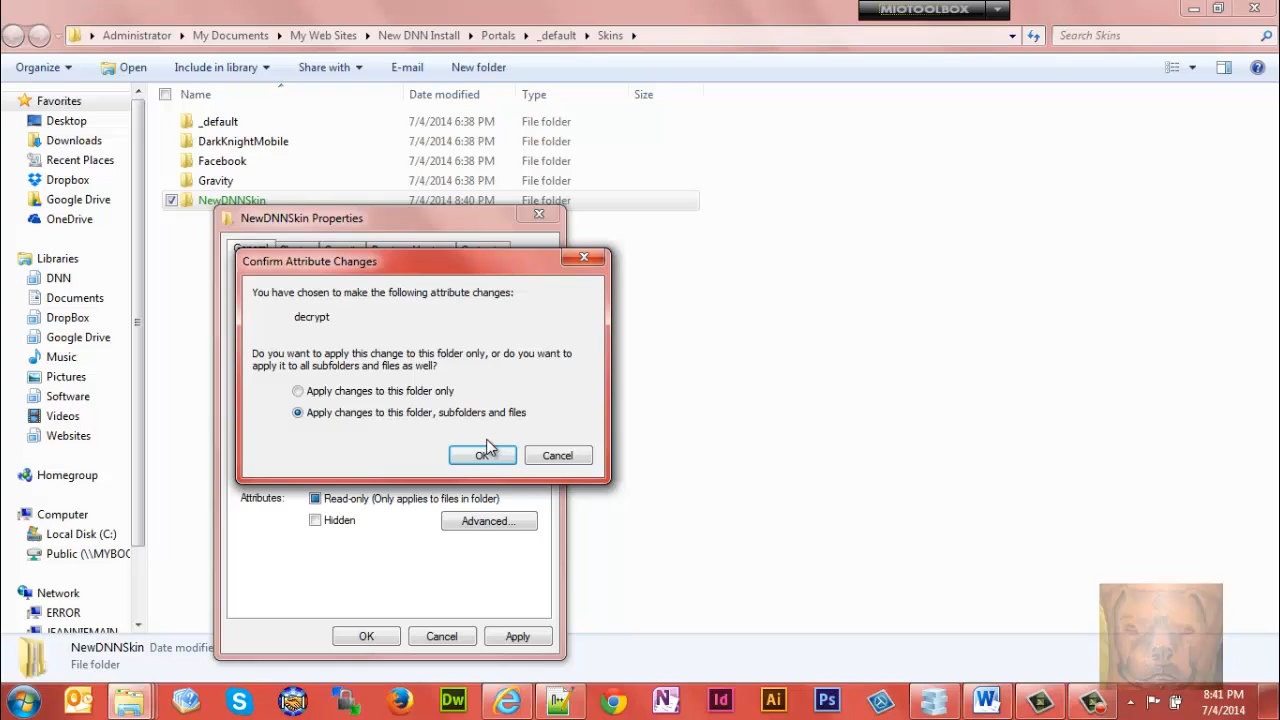 MIOTOOLBOX
Administrator My Documents My Web Sites New DNN Install Portals _default Skins Search Skins
Organize Open Include in library Share with E-mail New folder
Name Date modified Type Size
Favorites
Desktop
Downloads
Recent Places
Dropbox
Google Drive
OneDrive
Libraries
DNN
Documents
DropBox
Google Drive
Music
Pictures
Software
Videos
Websites
Homegroup
Computer
Local Disk (C:)
Public (\\MYBOO
Network
ERROR
JEANNIEMAIN
_default 7/4/2014 6:38 PM File folder
DarkKnightMobile 7/4/2014 6:38 PM File folder
Facebook 7/4/2014 6:38 PM File folder
Gravity 7/4/2014 6:38 PM File folder
NewDNNSkin 7/4/2014 8:40 PM File folder
NewDNNSkin Properties
General
Confirm Attribute Changes
You have chosen to make the following attribute changes:
decrypt
Do you want to apply this change to this folder only, or do you want to
apply it to all subfolders and files as well?
Apply changes to this folder only
Apply changes to this folder, subfolders and files
OK Cancel
Attributes: Read-only (Only applies to files in folder)
Hidden Advanced...
OK Cancel Apply
NewDNNSkin Date modifie
File folder
Dw Id Ai Ps
8:41 PM
7/4/2014